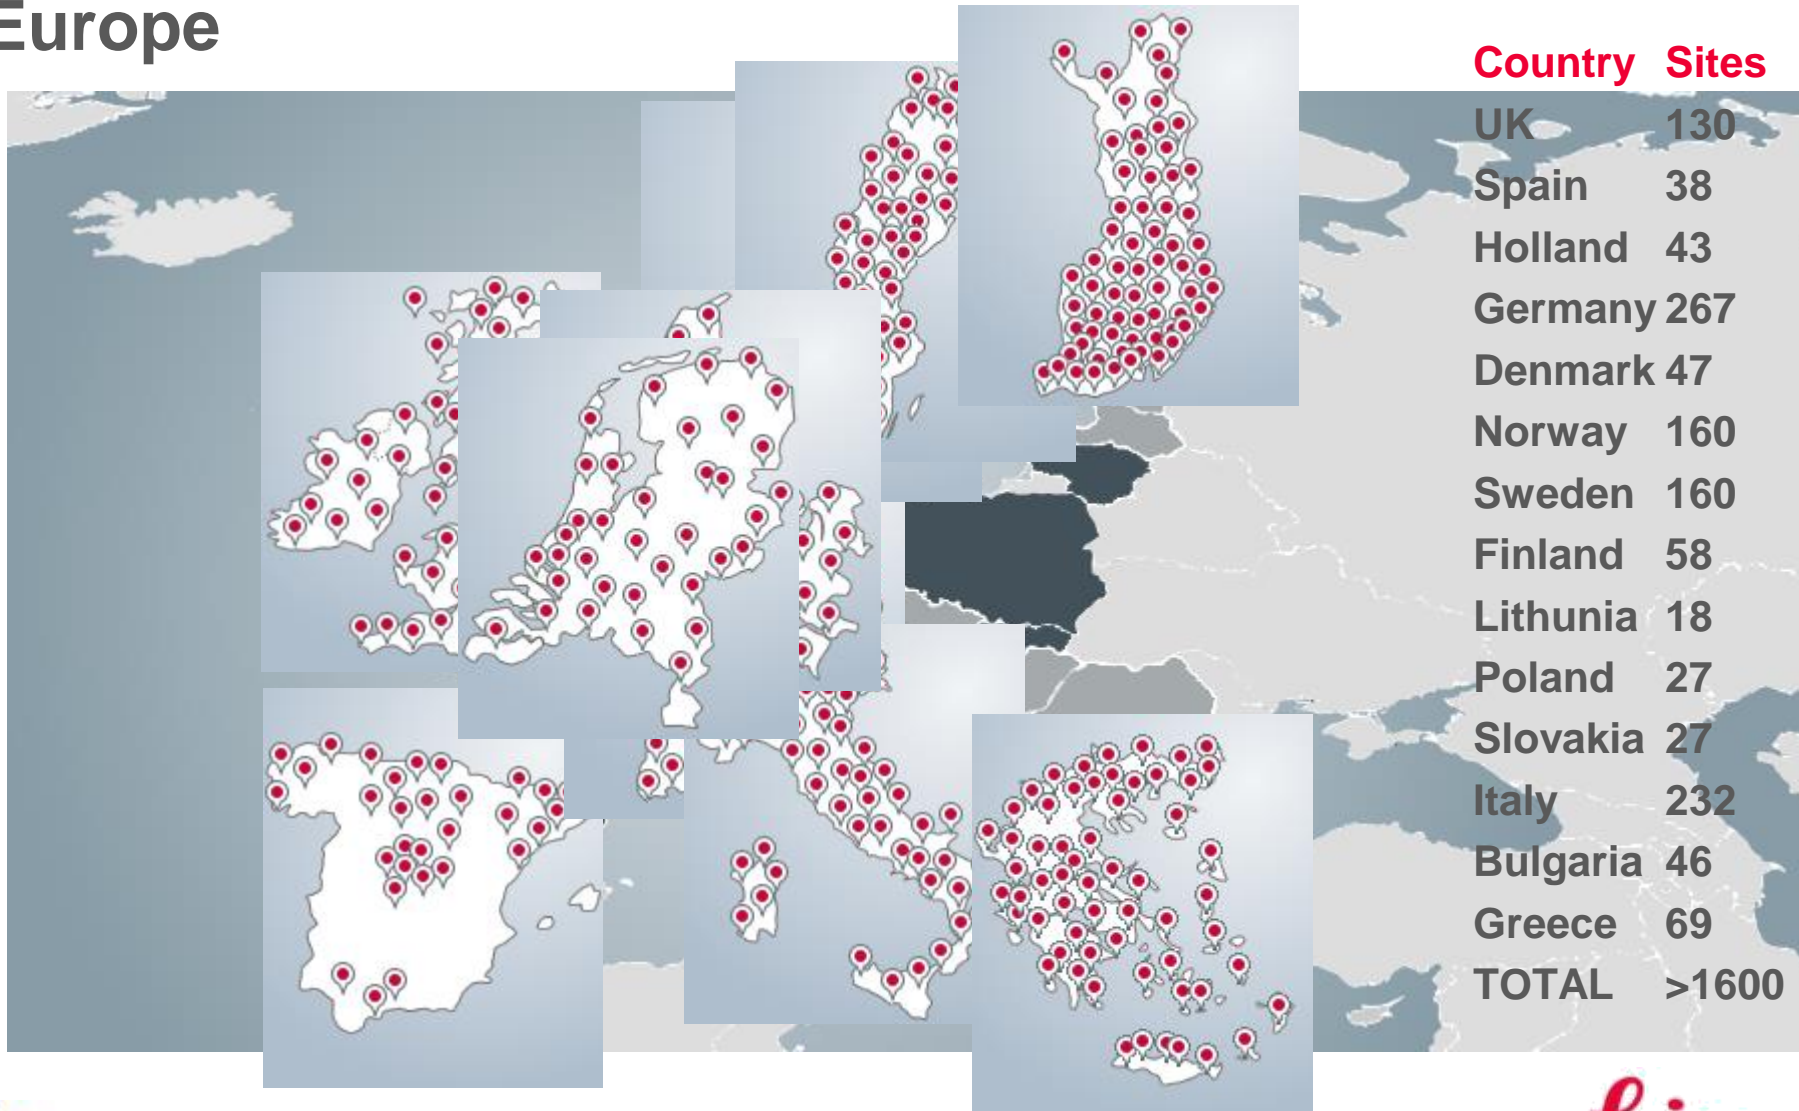 Europe
Country Sites
UK 130
Spain 38
Holland 43
Germany 267
Denmark 47
Norway 160
Sweden 160
Finland 58
Lithunia 18
Poland 27
Slovakia 27
Italy 232
Bulgaria 46
Greece 69
TOTAL >1600